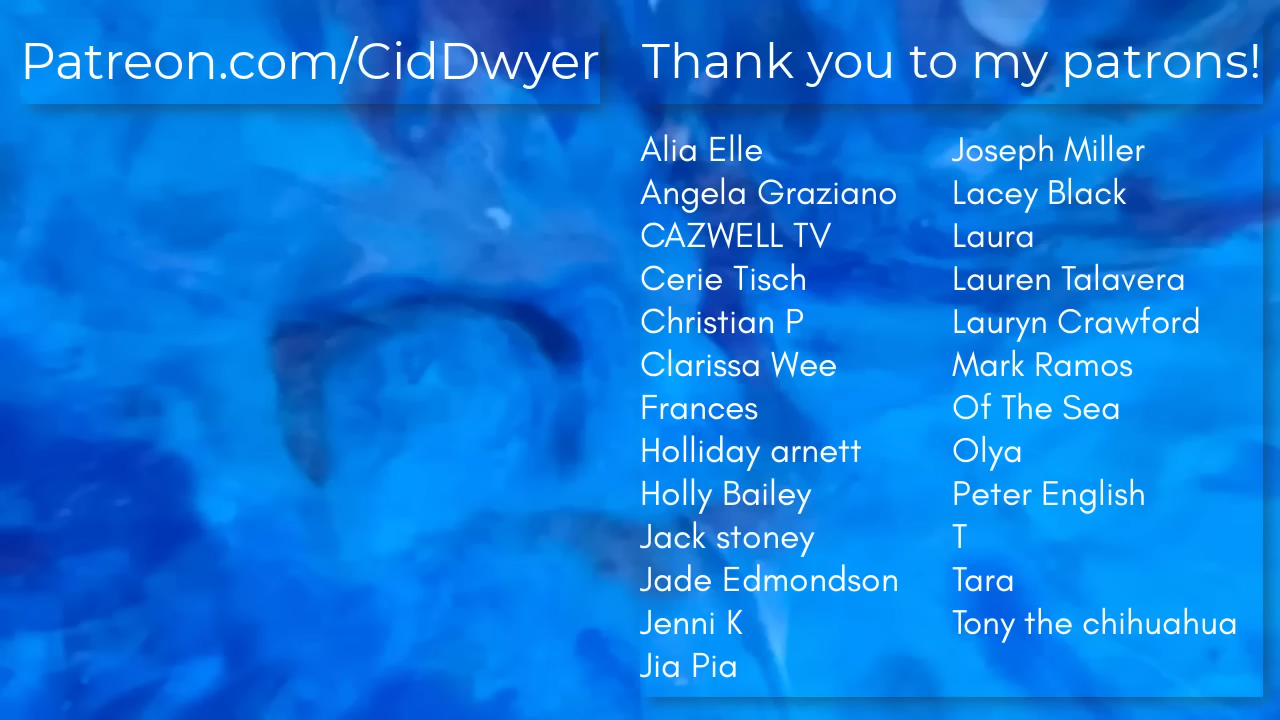 Patreon.com/CidDwyer
Thank you to my patrons!
Alia Elle
Angela Graziano
CAZWELL TV
Cerie Tisch
Christian P
Clarissa Wee
Frances
Holliday arnett
Holly Bailey
Jack stoney
Jade Edmondson
Jenni K
Jia Pia
Joseph Miller
Lacey Black
Laura
Lauren Talavera
Lauryn Crawford
Mark Ramos
Of The Sea
Olya
Peter English
T
Tara
Tony the chihuahua